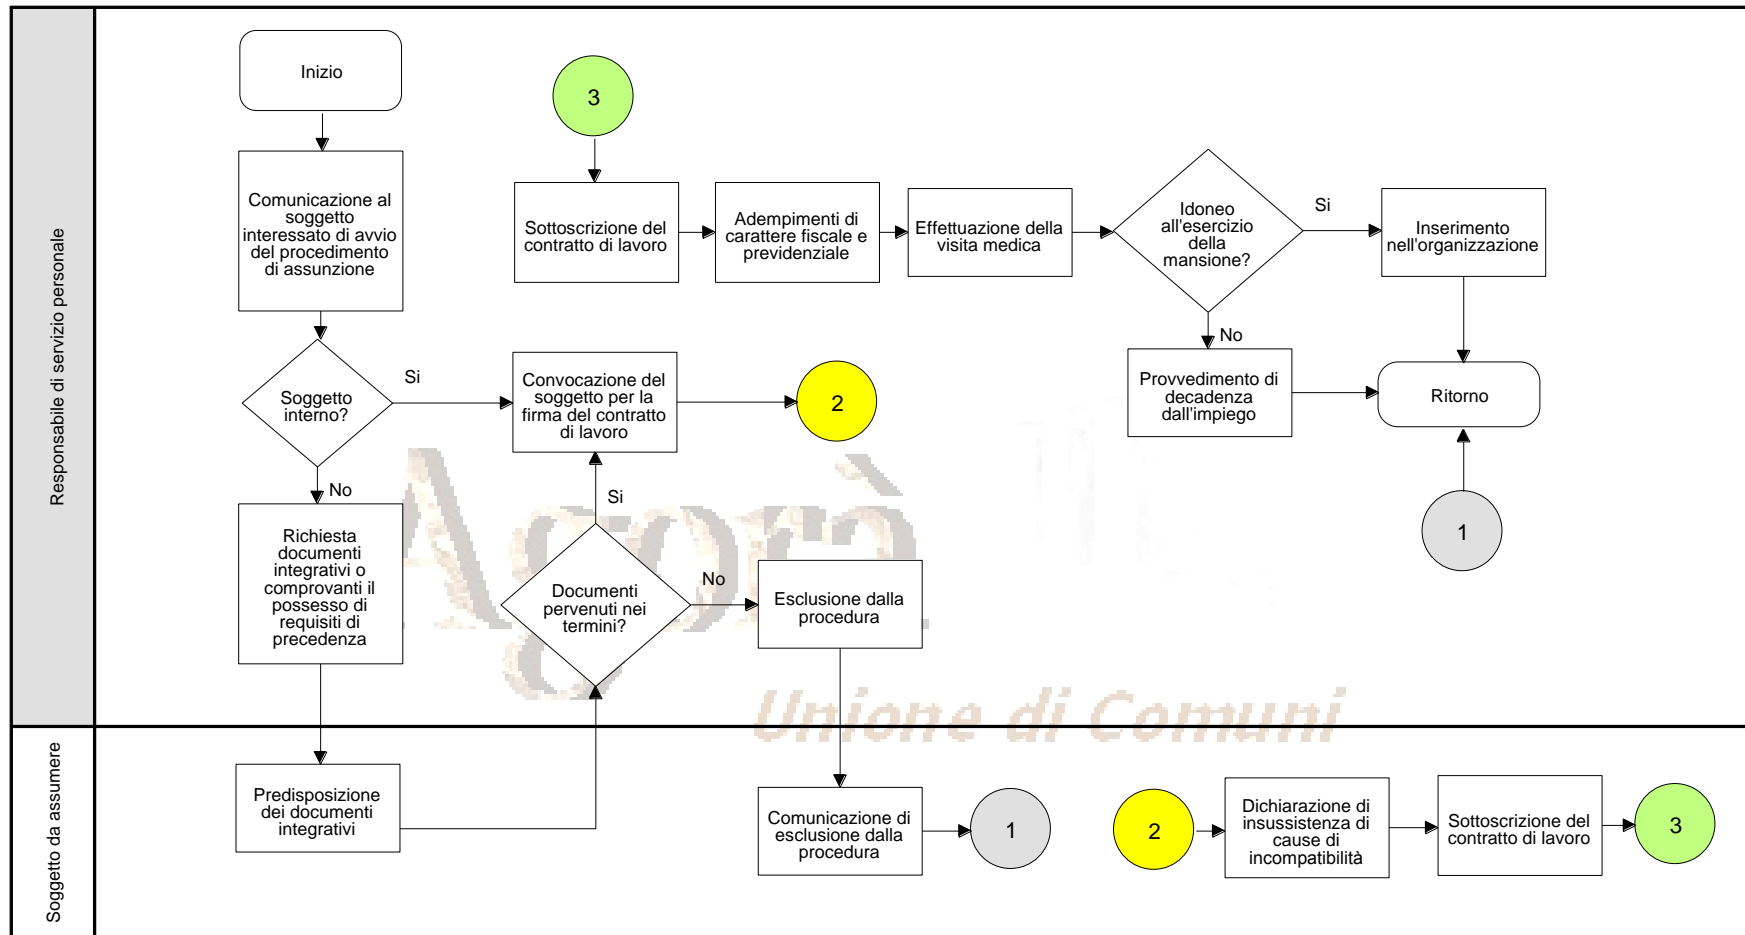 Responsabile di servizio personale
Inizio
Comunicazione al
soggetto
interessato di avvio
del procedimento
di assunzione
Soggetto
interno?
Si
No
Richiesta
documenti
integrativi o
comprovanti il
possesso di
requisiti di
precedenza
3
Sottoscrizione del
contratto di lavoro
Adempimenti di
carattere fiscale e
previdenziale
Effettuazione della
visita medica
Idoneo
all'esercizio
della
mansione?
Si
No
Inserimento
nell'organizzazione
Convocazione del
soggetto per la
firma del contratto
di lavoro
2
Provvedimento di
decadenza
dall'impiego
Ritorno
1
Si
Documenti
pervenuti nei
termini?
No
Esclusione dalla
procedura
Agorà
Unione di Comuni
Soggetto da assumere
Predisposizione
dei documenti
integrativi
Comunicazione di
esclusione dalla
procedura
1
2
Dichiarazione di
insussistenza di
cause di
incompatibilità
Sottoscrizione del
contratto di lavoro
3